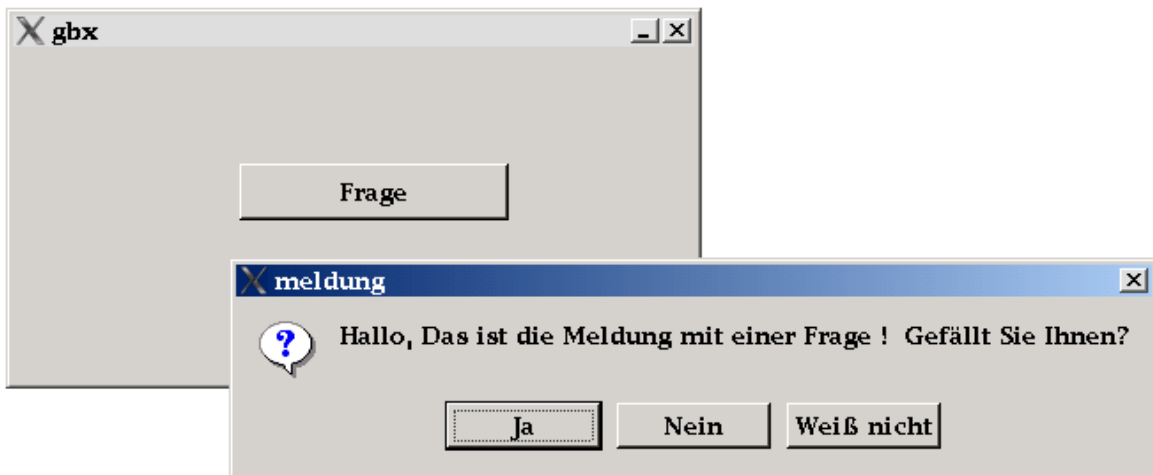 gbx
Frage
meldung
Hallo, Das ist die Meldung mit einer Frage ! Gefällt Sie Ihnen?
Ja
Nein
Weiß nicht